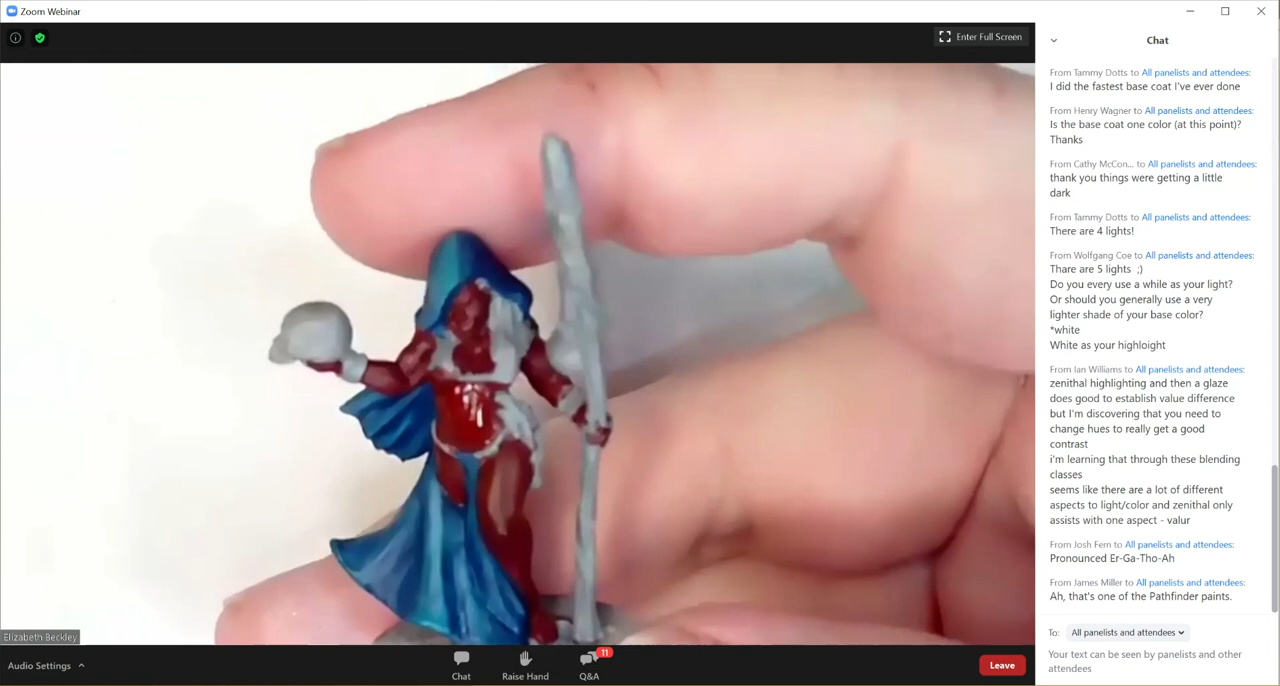 Zoom Webinar
Enter Full Screen
Chat
From Tammy Dotts to All panelists and attendees:
I did the fastest base coat I've ever done
From Henry Wagner to All panelists and attendees:
Is the base coat one color (at this point)?
Thanks
From Cathy McCon... to All panelists and attendees:
thank you things were getting a little
dark
From Tammy Dotts to All panelists and attendees:
There are 4 lights!
From Wolfgang Coe to All panelists and attendees:
Thare are 5 lights ;)
Do you every use a while as your light?
Or should you generally use a very
lighter shade of your base color?
*white
White as your highloight
From Ian Williams to All panelists and attendees:
zenithal highlighting and then a glaze
does good to establish value difference
but I'm discovering that you need to
change hues to really get a good
contrast
i'm learning that through these blending
classes
seems like there are a lot of different
aspects to light/color and zenithal only
assists with one aspect - valur
From Josh Fern to All panelists and attendees:
Pronounced Er-Ga-Tho-Ah
From James Miller to All panelists and attendees:
Ah, that's one of the Pathfinder paints.
To: All panelists and attendees
Your text can be seen by panelists and other
attendees
Elizabeth Beckley
Audio Settings
Chat
Raise Hand
11
Q&A
Leave